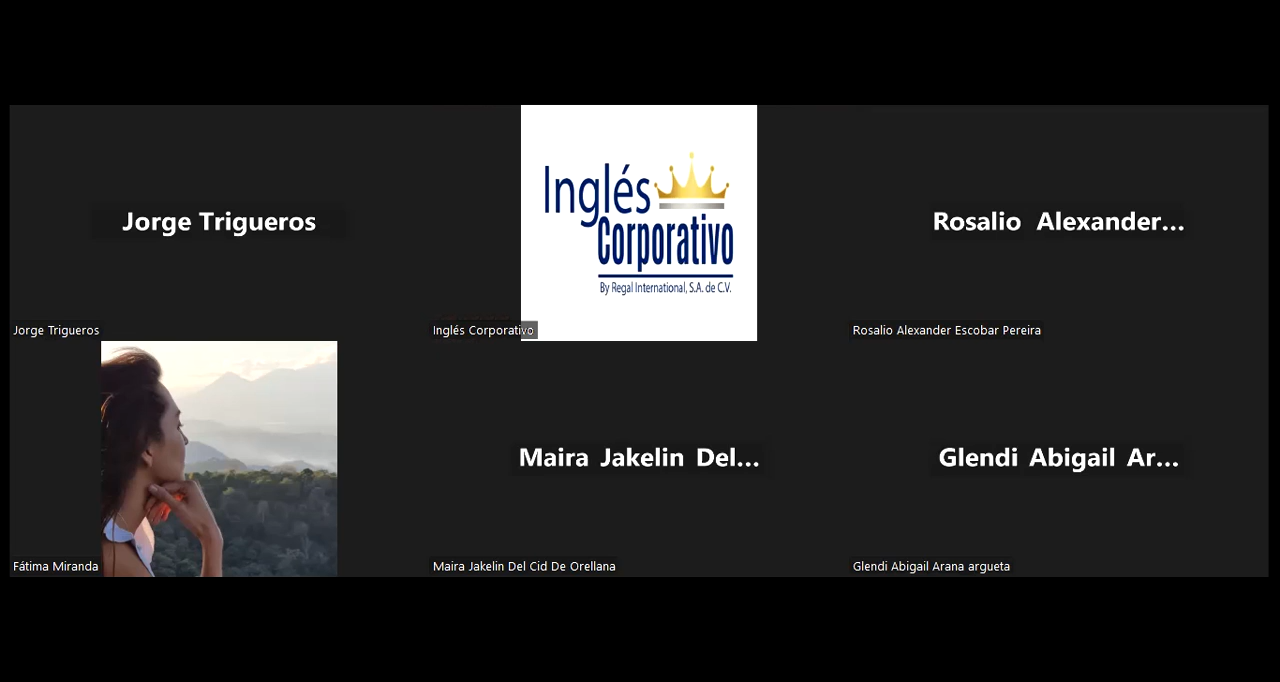 Jorge Trigueros
Inglés
Corporativo
By Regal International, S.A. de C.V.
Rosalio Alexander...
Jorge Trigueros
Inglés Corporativo
Rosalio Alexander Escobar Pereira
Maira Jakelin Del...
Glendi Abigail Ar...
Fátima Miranda
Maira Jakelin Del Cid De Orellana
Glendi Abigail Arana argueta